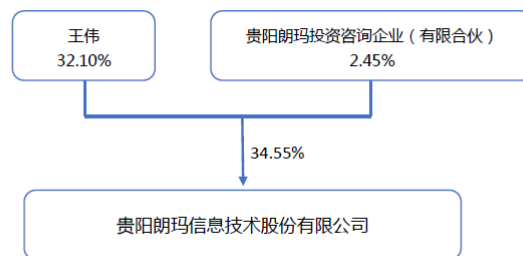 王伟
32.10%
贵阳朗玛投资咨询企业（有限合伙）
2.45%
34.55%
贵阳朗玛信息技术股份有限公司